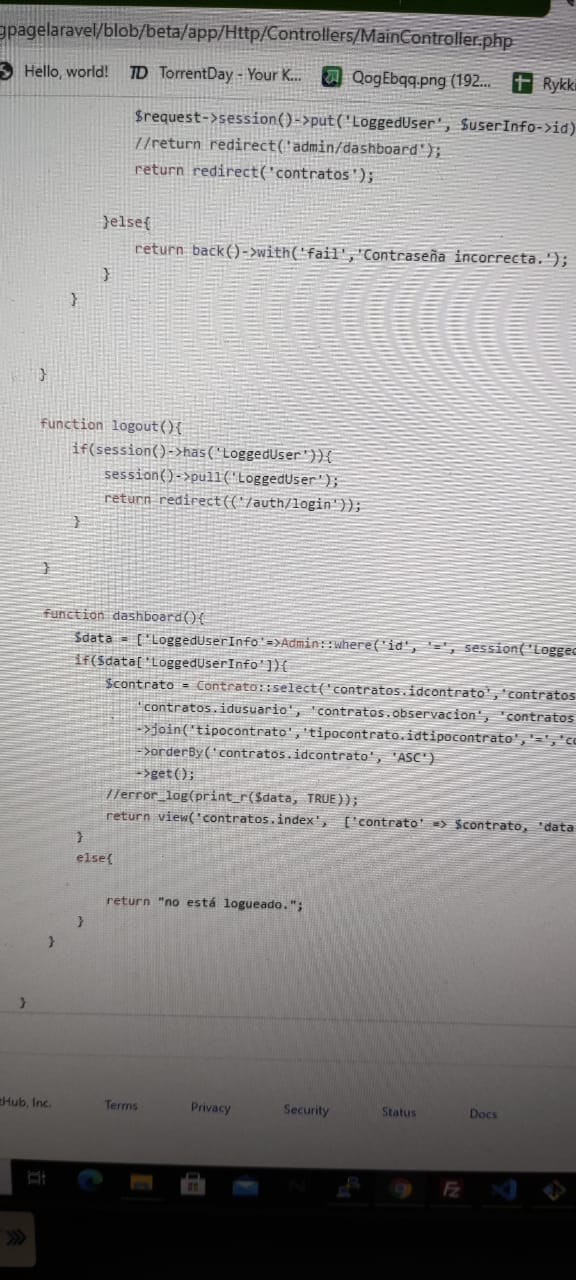 gpagelaravel/blob/beta/app/Http/Controllers/MainController.php
Hello, world! TD TorrentDay - Your K... QogEbqq.png (192... Rykki
$request->session()->put('LoggedUser', $userInfo->id)
//return redirect('admin/dashboard');
return redirect('contratos');
}else{
return back()->with('fail','Contraseña incorrecta.');
}
}
}
function logout(){
if(session()->has('LoggedUser')){
session()->pull('LoggedUser');
return redirect(('/auth/login'));
}
}
function dashboard(){
$data = ['LoggedUserInfo'=>Admin::where('id', '=', session('Logged
if($data['LoggedUserInfo']){
$contrato = Contrato::select('contratos.idcontrato','contratos
'contratos.idusuario', 'contratos.observacion', 'contratos
->join('tipocontrato','tipocontrato.idtipocontrato','=','co
->orderBy('contratos.idcontrato', 'ASC')
->get();
//error_log(print_r($data, TRUE));
return view('contratos.index', ['contrato' => $contrato, 'data
}
else{
return "no está logueado.";
}
}
}
tHub, Inc. Terms Privacy Security Status Docs